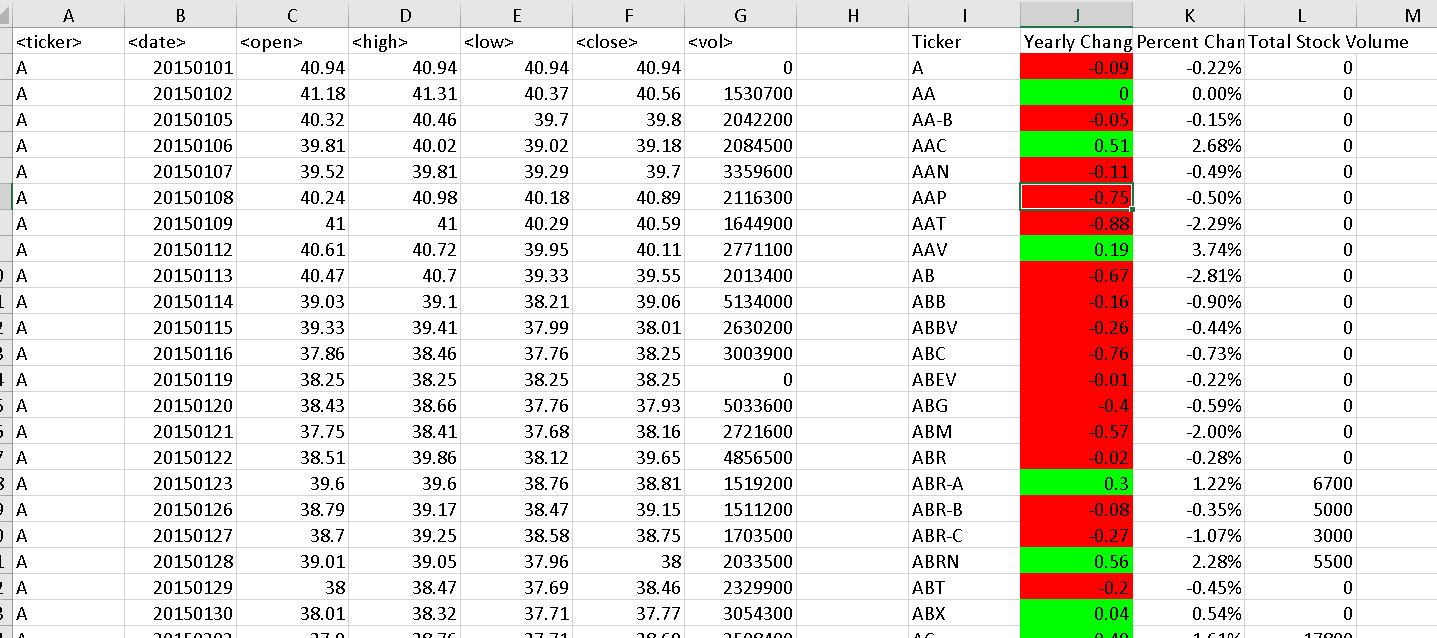 A B C D E F G H I J K L M
<ticker> <date> <open> <high> <low> <close> <vol> Ticker Yearly Chang Percent Chan Total Stock Volume
A 20150101 40.94 40.94 40.94 40.94 0 A -0.09 -0.22% 0
A 20150102 41.18 41.31 40.37 40.56 1530700 AA 0 0.00% 0
A 20150105 40.32 40.46 39.7 39.8 2042200 AA-B -0.05 -0.15% 0
A 20150106 39.81 40.02 39.02 39.18 2084500 AAC 0.51 2.68% 0
A 20150107 39.52 39.81 39.29 39.7 3359600 AAN -0.11 -0.49% 0
A 20150108 40.24 40.98 40.18 40.89 2116300 AAP -0.75 -0.50% 0
A 20150109 41 41 40.29 40.59 1644900 AAT -0.88 -2.29% 0
A 20150112 40.61 40.72 39.95 40.11 2771100 AAV 0.19 3.74% 0
A 20150113 40.47 40.7 39.33 39.55 2013400 AB -0.67 -2.81% 0
A 20150114 39.03 39.1 38.21 39.06 5134000 ABB -0.16 -0.90% 0
A 20150115 39.33 39.41 37.99 38.01 2630200 ABBV -0.26 -0.44% 0
A 20150116 37.86 38.46 37.76 38.25 3003900 ABC -0.76 -0.73% 0
A 20150119 38.25 38.25 38.25 38.25 0 ABEV -0.01 -0.22% 0
A 20150120 38.43 38.66 37.76 37.93 5033600 ABG -0.4 -0.59% 0
A 20150121 37.75 38.41 37.68 38.16 2721600 ABM -0.57 -2.00% 0
A 20150122 38.51 39.86 38.12 39.65 4856500 ABR -0.02 -0.28% 0
A 20150123 39.6 39.6 38.76 38.81 1519200 ABR-A 0.3 1.22% 6700
A 20150126 38.79 39.17 38.47 39.15 1511200 ABR-B -0.08 -0.35% 5000
A 20150127 38.7 39.25 38.58 38.75 1703500 ABR-C -0.27 -1.07% 3000
A 20150128 39.01 39.05 37.96 38 2033500 ABRN 0.56 2.28% 5500
A 20150129 38 38.47 37.69 38.46 2329900 ABT -0.2 -0.45% 0
A 20150130 38.01 38.32 37.71 37.77 3054300 ABX 0.04 0.54% 0